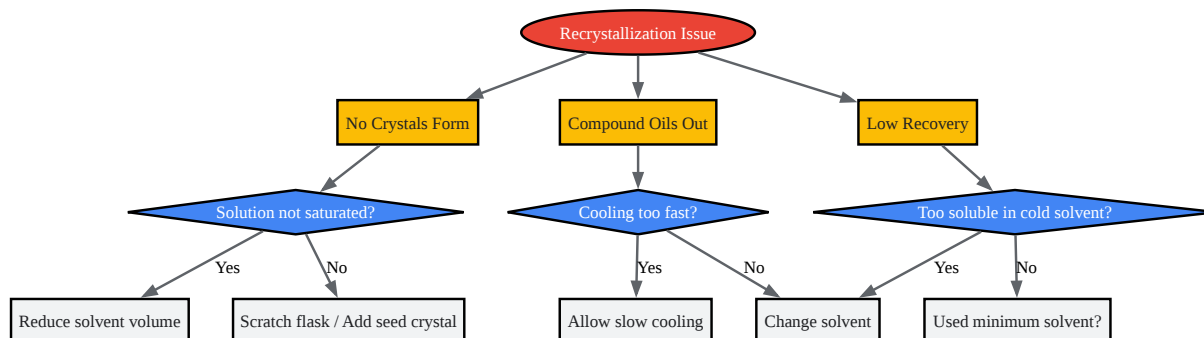 Recrystallization Issue
No Crystals Form
Compound Oils Out
Low Recovery
Solution not saturated?
Cooling too fast?
Too soluble in cold solvent?
Yes
No
Yes
No
Yes
No
Reduce solvent volume
Scratch flask / Add seed crystal
Allow slow cooling
Change solvent
Used minimum solvent?